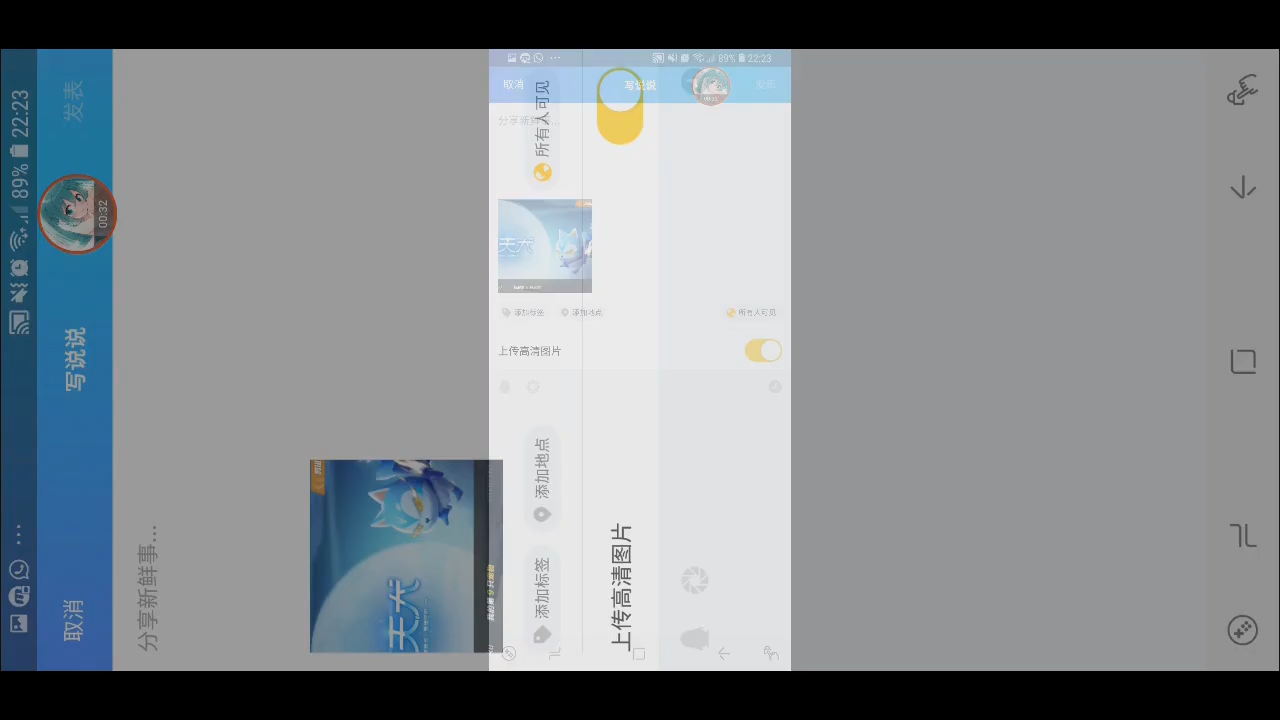 89% 22:23
取消
写说说
发表
分享新鲜事...
天犬
添加标签
添加地点
所有人可见
上传高清图片
89% 22:23
00:32
取消
写说说
发表
分享新鲜事...
天犬
添加标签
添加地点
所有人可见
上传高清图片